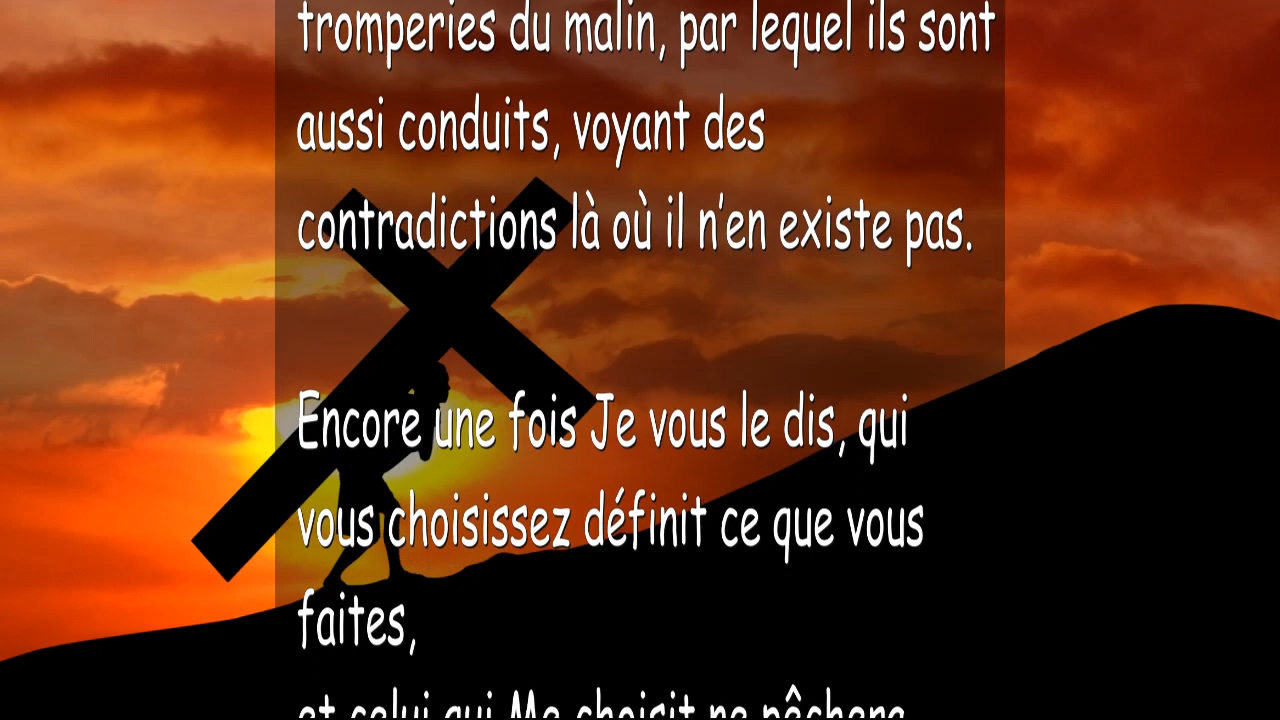 tromperies du malin, par lequel ils sont
aussi conduits, voyant des
contradictions là où il n'en existe pas.
Encore une fois Je vous le dis, qui
vous choisissez définit ce que vous
faites,
et celui qui Me choisit ne pêchera